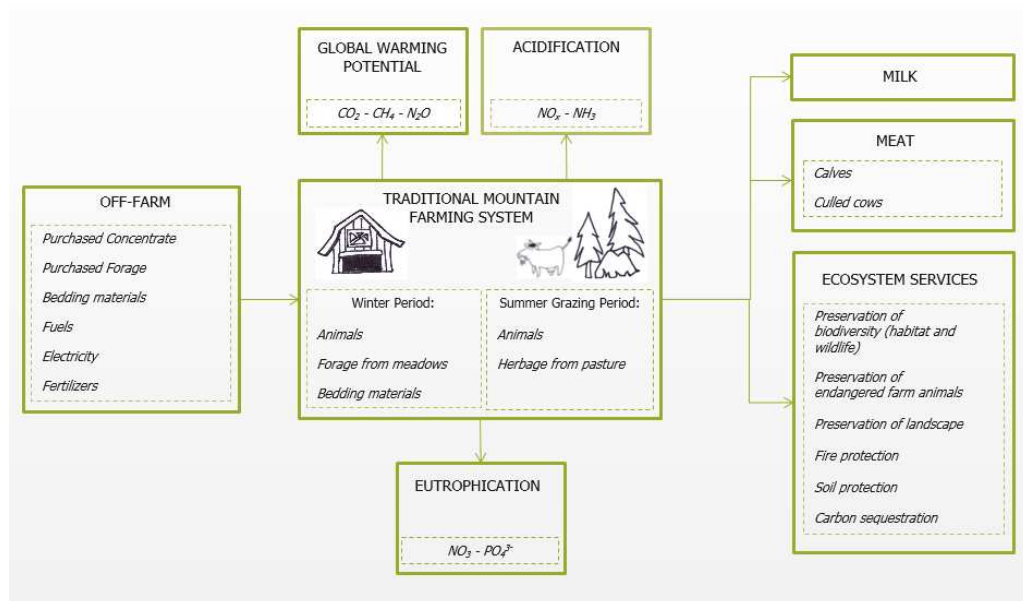 GLOBAL WARMING
POTENTIAL
CO₂ - CH₄ - N₂O
ACIDIFICATION
NOₓ - NH₃
MILK
MEAT
Calves
Culled cows
OFF-FARM
Purchased Concentrate
Purchased Forage
Bedding materials
Fuels
Electricity
Fertilizers
TRADITIONAL MOUNTAIN
FARMING SYSTEM
Winter Period:
Animals
Forage from meadows
Bedding materials
Summer Grazing Period:
Animals
Herbage from pasture
ECOSYSTEM SERVICES
Preservation of
biodiversity (habitat and
wildlife)
Preservation of
endangered farm animals
Preservation of landscape
Fire protection
Soil protection
Carbon sequestration
EUTROPHICATION
NO₃ - PO₄³⁻